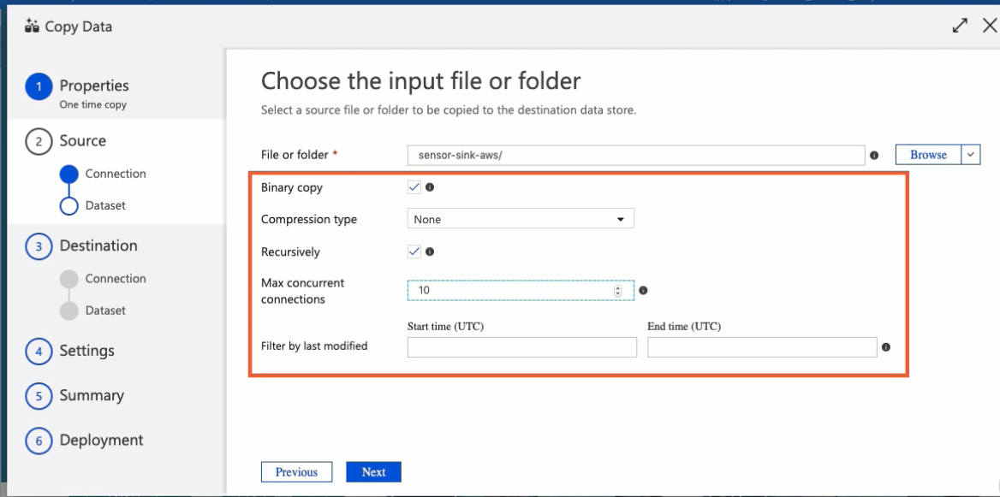 Copy Data
1 Properties
One time copy
2 Source
Connection
Dataset
3 Destination
Connection
Dataset
4 Settings
5 Summary
6 Deployment
Choose the input file or folder
Select a source file or folder to be copied to the destination data store.
File or folder * sensor-sink-aws/ Browse
Binary copy
Compression type None
Recursively
Max concurrent
connections 10
Start time (UTC) End time (UTC)
Filter by last modified
Previous Next